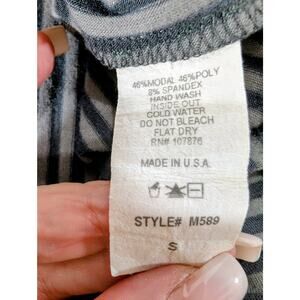 46%MODAL 46%POLY
8% SPANDEX
HAND WASH
INSIDE OUT
COLD WATER
DO NOT BLEACH
FLAT DRY
RN# 107876
MADE IN U.S.A.
STYLE# M589
S